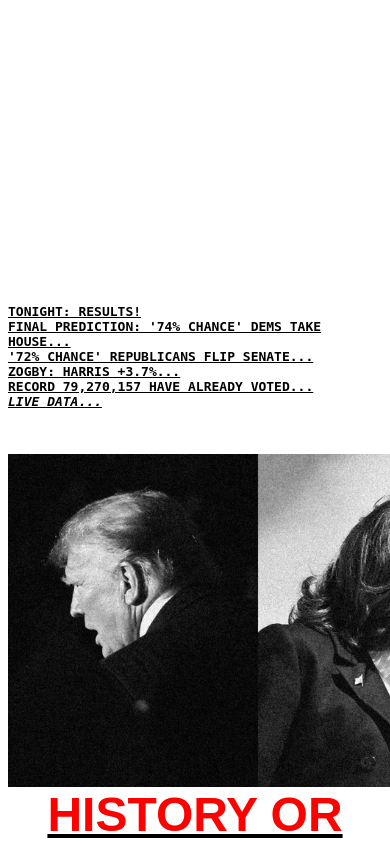 TONIGHT: RESULTS!
FINAL PREDICTION: '74% CHANCE' DEMS TAKE
HOUSE...
'72% CHANCE' REPUBLICANS FLIP SENATE...
ZOGBY: HARRIS +3.7%...
RECORD 79,270,157 HAVE ALREADY VOTED...
LIVE DATA...
HISTORY OR